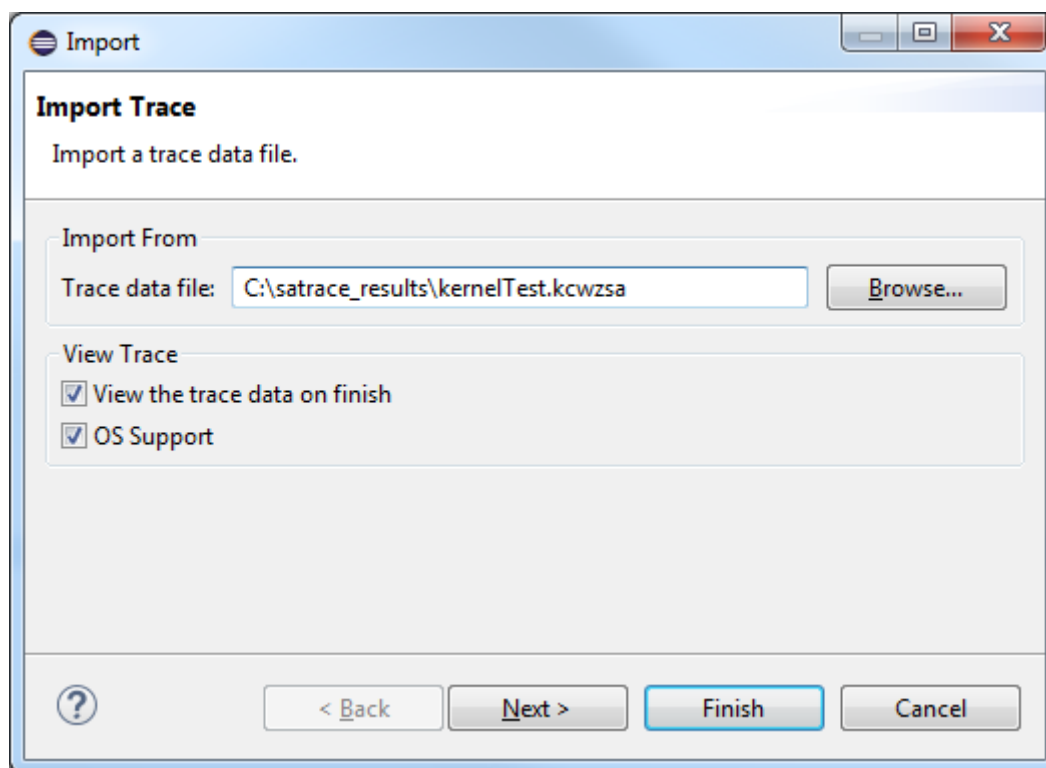 Import
Import Trace
Import a trace data file.
Import From
Trace data file: C:\satrace_results\kernelTest.kcwzsa Browse...
View Trace
View the trace data on finish
OS Support
? < Back Next > Finish Cancel